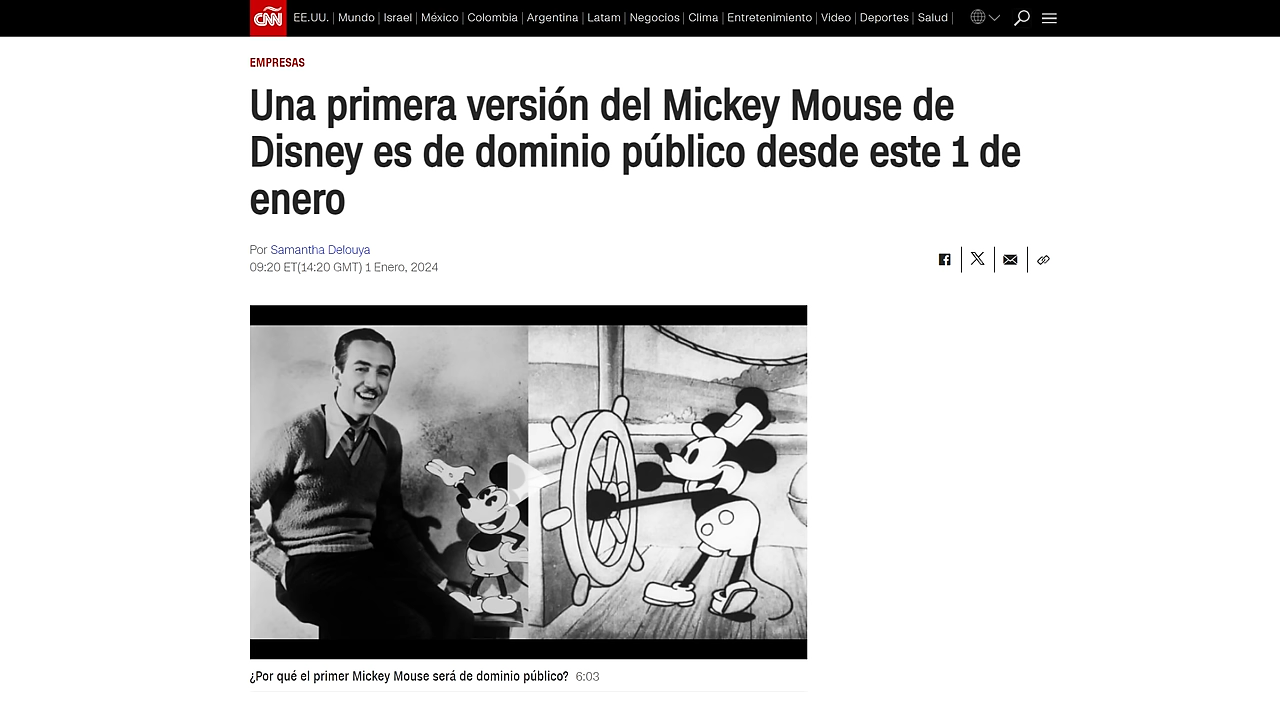 CNN EE.UU. | Mundo | Israel | México | Colombia | Argentina | Latam | Negocios | Clima | Entretenimiento | Video | Deportes | Salud |
EMPRESAS
Una primera versión del Mickey Mouse de
Disney es de dominio público desde este 1 de
enero
Por Samantha Delouya
09:20 ET(14:20 GMT) 1 Enero, 2024
¿Por qué el primer Mickey Mouse será de dominio público? 6:03